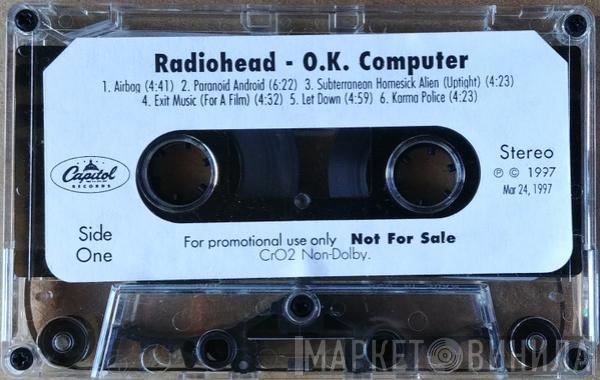 Radiohead - O.K. Computer
1. Airbag (4:41) 2. Paranoid Android (6:22) 3. Subterranean Homesick Alien (Uptight) (4:23)
4. Exit Music (For A Film) (4:32) 5. Let Down (4:59) 6. Karma Police (4:23)
Capitol
RECORDS
Stereo
℗ © 1997
Mar 24, 1997
Side
One
For promotional use only Not For Sale
CrO2 Non-Dolby.
МАРКЕТ ВИНИЛА